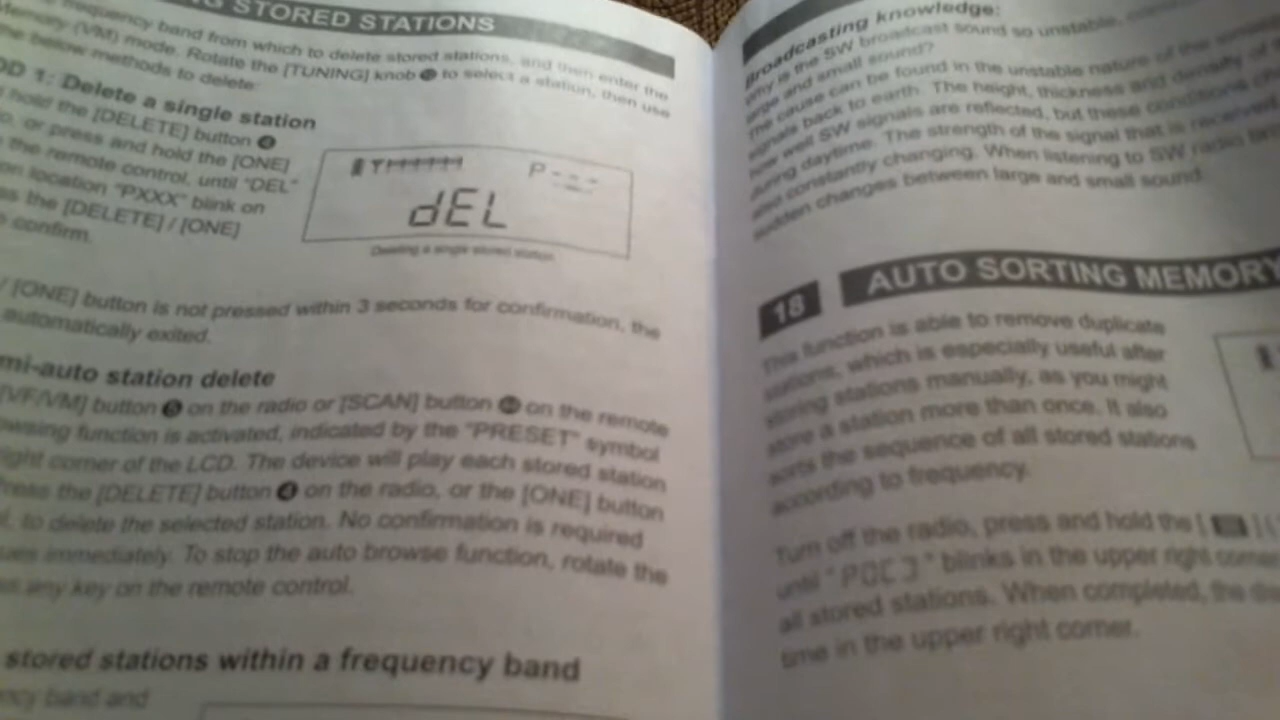 NG STORED STATIONS
frequency band from which to delete stored stations, and then enter the
Memory (VM) mode. Rotate the [TUNING] knob to select a station, then use
below methods to delete:
OD 1: Delete a single station
hold the [DELETE] button 4
or press and hold the [ONE]
the remote control, until "DEL"
on location "PXXX" blink on
the [DELETE] / [ONE]
confirm.
P---
dEL
Deleting a single stored station
/ [ONE] button is not pressed within 3 seconds for confirmation, the
automatically exited.
mi-auto station delete
[VF/VM] button 5 on the radio or [SCAN] button on the remote
owsing function is activated, indicated by the "PRESET" symbol
right corner of the LCD. The device will play each stored station
Press the [DELETE] button 4 on the radio, or the [ONE] button
to delete the selected station. No confirmation is required
ues immediately. To stop the auto browse function, rotate the
any key on the remote control.
stored stations within a frequency band
ncy band and
Broadcasting knowledge:
Why is the SW broadcast sound so unstable,
large and small sound?
The cause can be found in the unstable nature of the
signals back to earth. The height, thickness and density of
how well SW signals are reflected, but these conditions
during daytime. The strength of the signal that is received
also constantly changing. When listening to SW radio
sudden changes between large and small sound.
18 AUTO SORTING MEMORY
This function is able to remove duplicate
stations, which is especially useful after
storing stations manually, as you might
store a station more than once. It also
sorts the sequence of all stored stations
according to frequency.
Turn off the radio, press and hold the [
until " " blinks in the upper right corner
all stored stations. When completed, the
time in the upper right corner.